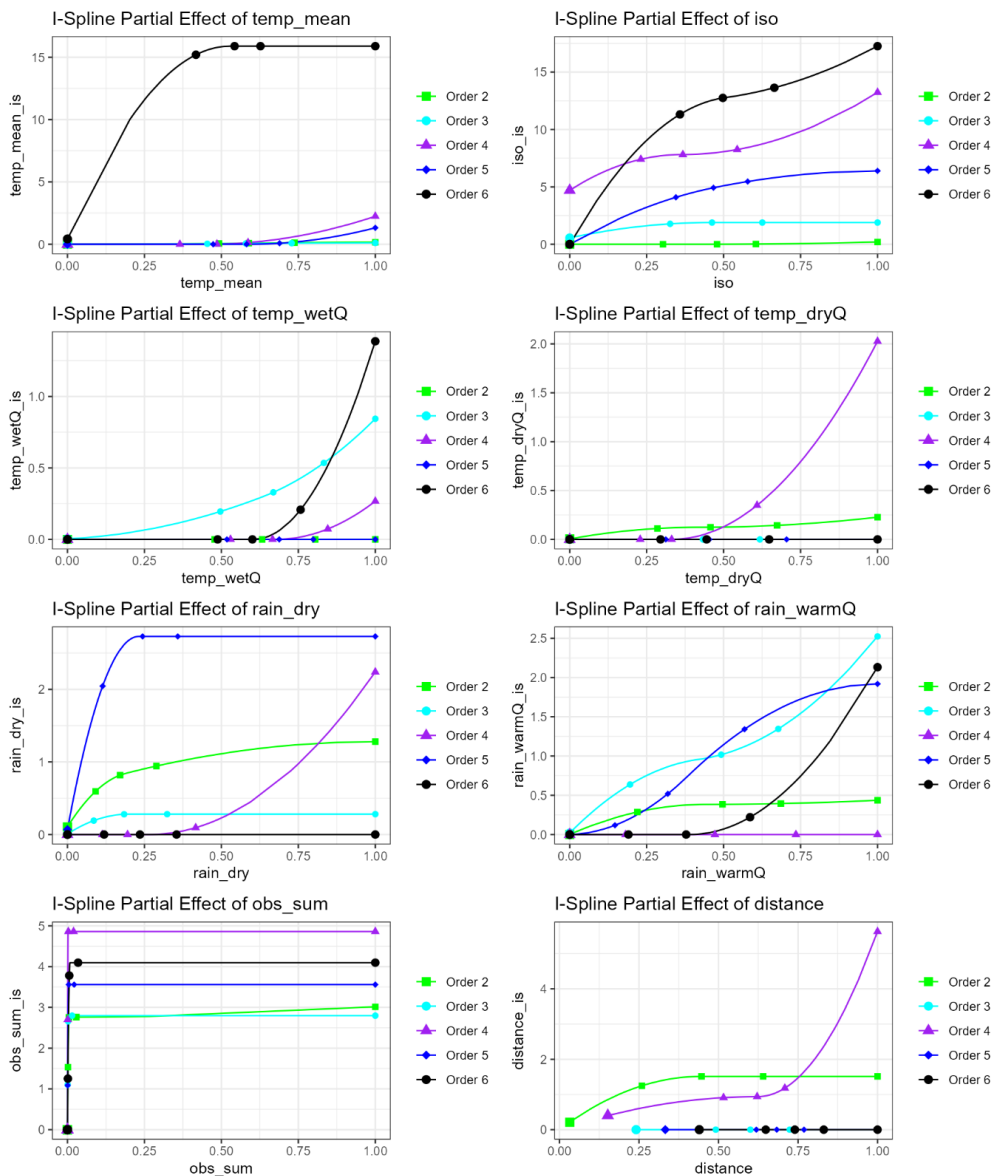 I-Spline Partial Effect of temp_mean
temp_mean_is
15
10
5
0
0.00 0.25 0.50 0.75 1.00
temp_mean
Order 2
Order 3
Order 4
Order 5
Order 6
I-Spline Partial Effect of iso
iso_is
15
10
5
0
0.00 0.25 0.50 0.75 1.00
iso
Order 2
Order 3
Order 4
Order 5
Order 6
I-Spline Partial Effect of temp_wetQ
temp_wetQ_is
1.0
0.5
0.0
0.00 0.25 0.50 0.75 1.00
temp_wetQ
Order 2
Order 3
Order 4
Order 5
Order 6
I-Spline Partial Effect of temp_dryQ
temp_dryQ_is
2.0
1.5
1.0
0.5
0.0
0.00 0.25 0.50 0.75 1.00
temp_dryQ
Order 2
Order 3
Order 4
Order 5
Order 6
I-Spline Partial Effect of rain_dry
rain_dry_is
2
1
0
0.00 0.25 0.50 0.75 1.00
rain_dry
Order 2
Order 3
Order 4
Order 5
Order 6
I-Spline Partial Effect of rain_warmQ
rain_warmQ_is
2.5
2.0
1.5
1.0
0.5
0.0
0.00 0.25 0.50 0.75 1.00
rain_warmQ
Order 2
Order 3
Order 4
Order 5
Order 6
I-Spline Partial Effect of obs_sum
obs_sum_is
5
4
3
2
1
0
0.00 0.25 0.50 0.75 1.00
obs_sum
Order 2
Order 3
Order 4
Order 5
Order 6
I-Spline Partial Effect of distance
distance_is
4
2
0
0.00 0.25 0.50 0.75 1.00
distance
Order 2
Order 3
Order 4
Order 5
Order 6